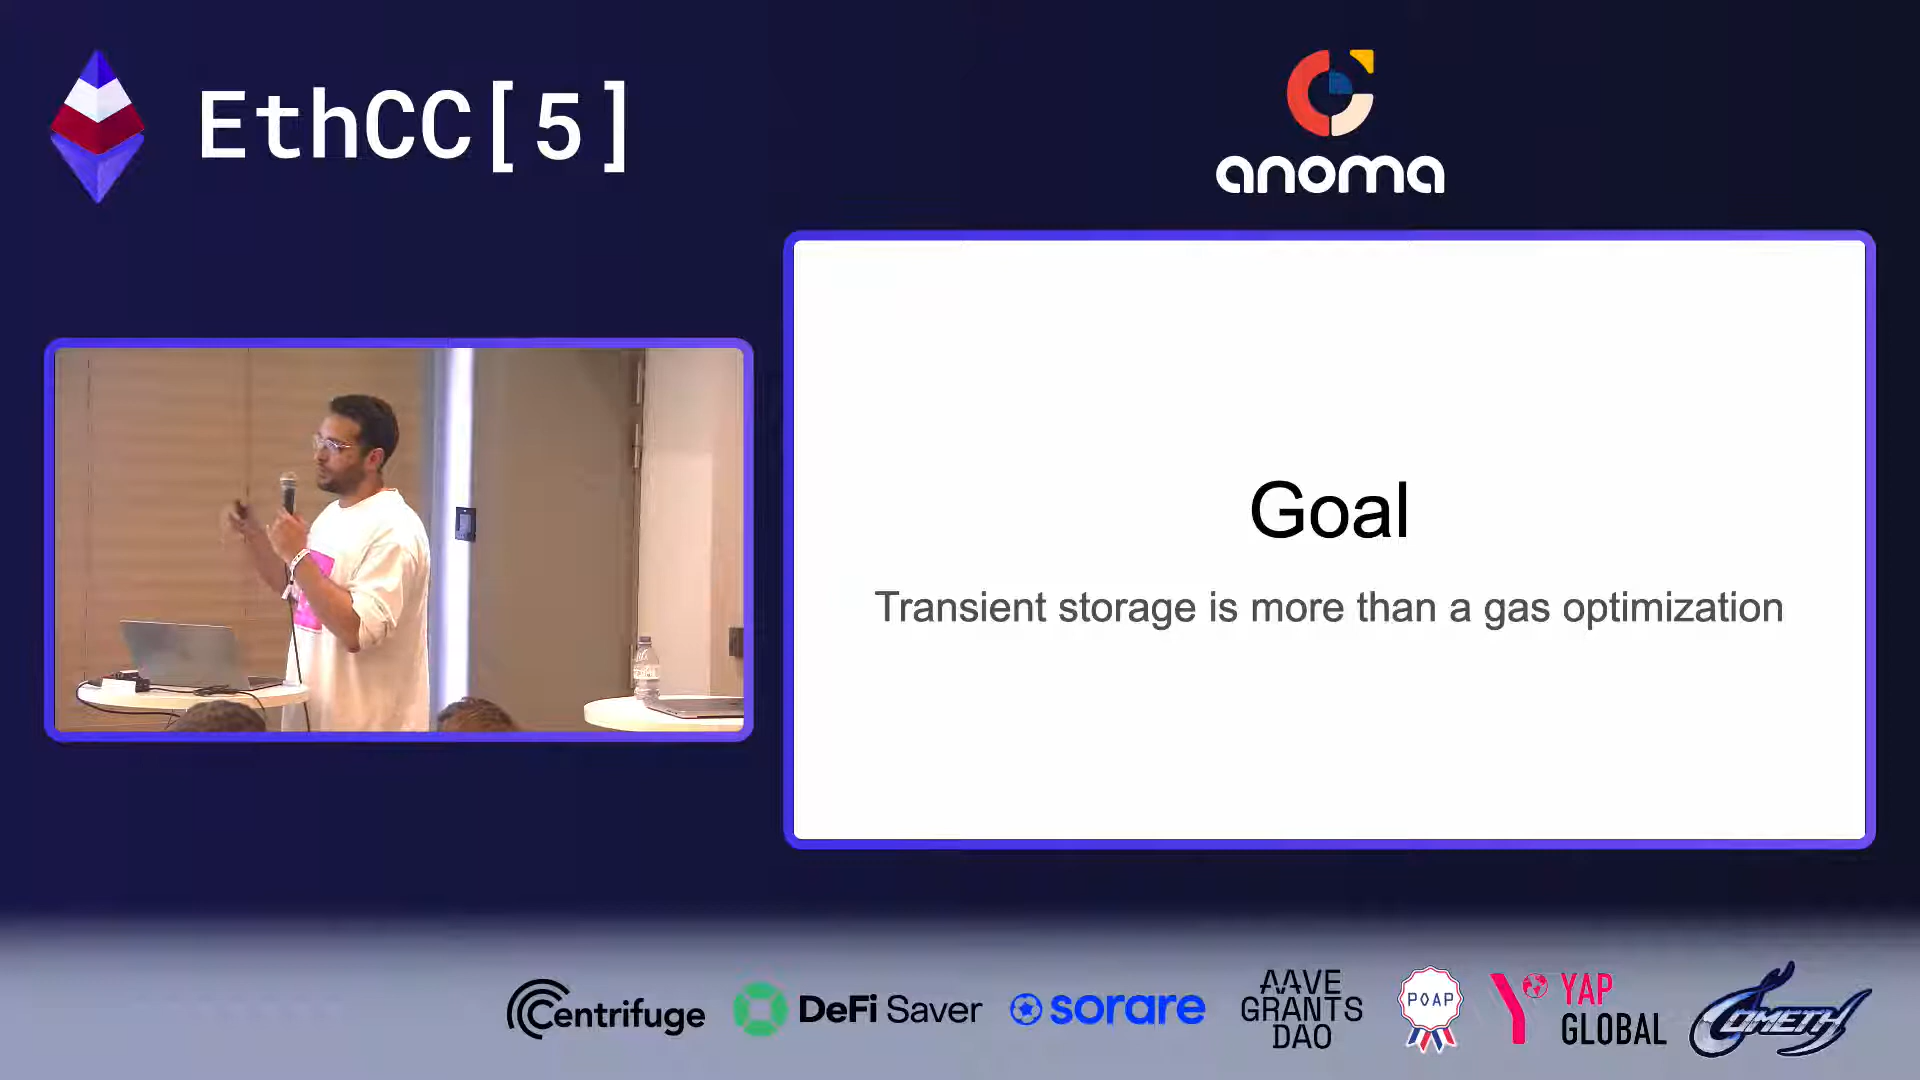 EthCC[5]
anoma
Goal
Transient storage is more than a gas optimization
Centrifuge
DeFi Saver
sorare
AAVE
GRANTS
DAO
POAP
YAP
GLOBAL
COMETH